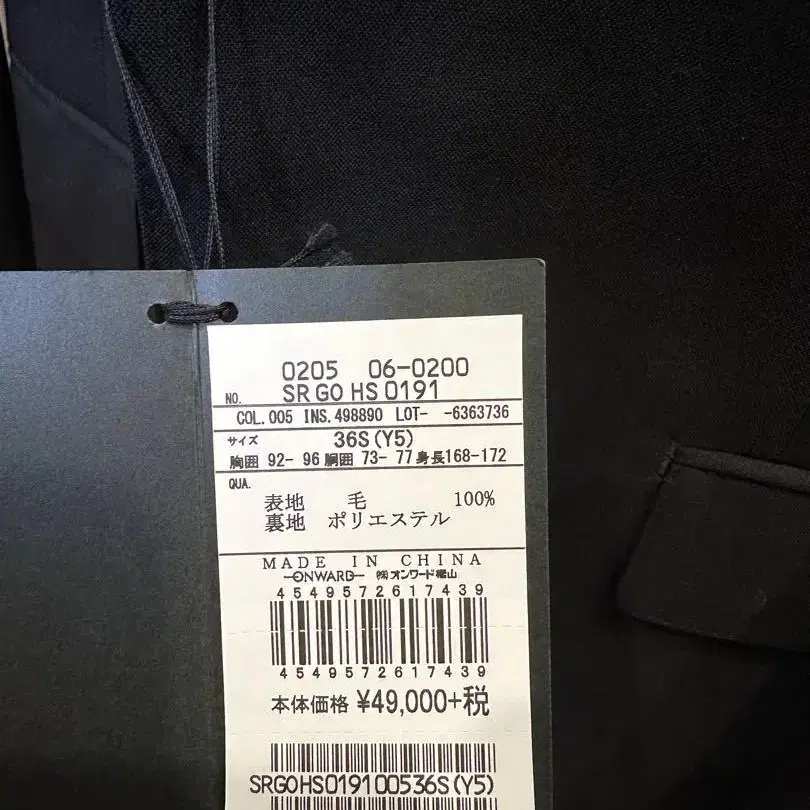 0205 06-0200
NO. SR GO HS 0191
COL.005 INS.498890 LOT- -6363736
サイズ 36S(Y5)
胸囲 92- 96 胴囲 73- 77 身長168-172
QUA.
表地 毛 100%
裏地 ポリエステル
MADE IN CHINA
ONWARD ㈱オンワード樫山
4549572617439
4549572617439
本体価格 ¥49,000+税
SRGOHS019100536S(Y5)